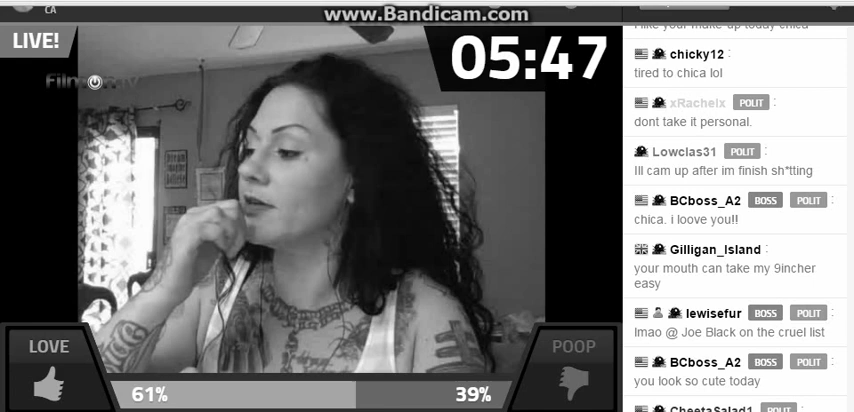 www.Bandicam.com
CA
LIVE!
FilmOn.TV
05:47
I like your make-up today chica
chicky12 :
tired to chica lol
xRachelx POLIT :
dont take it personal.
Lowclas31 POLIT :
Ill cam up after im finish sh*tting
BCboss_A2 BOSS POLIT :
chica. i loove you!!
Gilligan_Island :
your mouth can take my 9incher
easy
lewisefur BOSS POLIT :
lmao @ Joe Black on the cruel list
BCboss_A2 BOSS POLIT :
you look so cute today
CheetaSalad1 POLIT :
LOVE
POOP
61%
39%